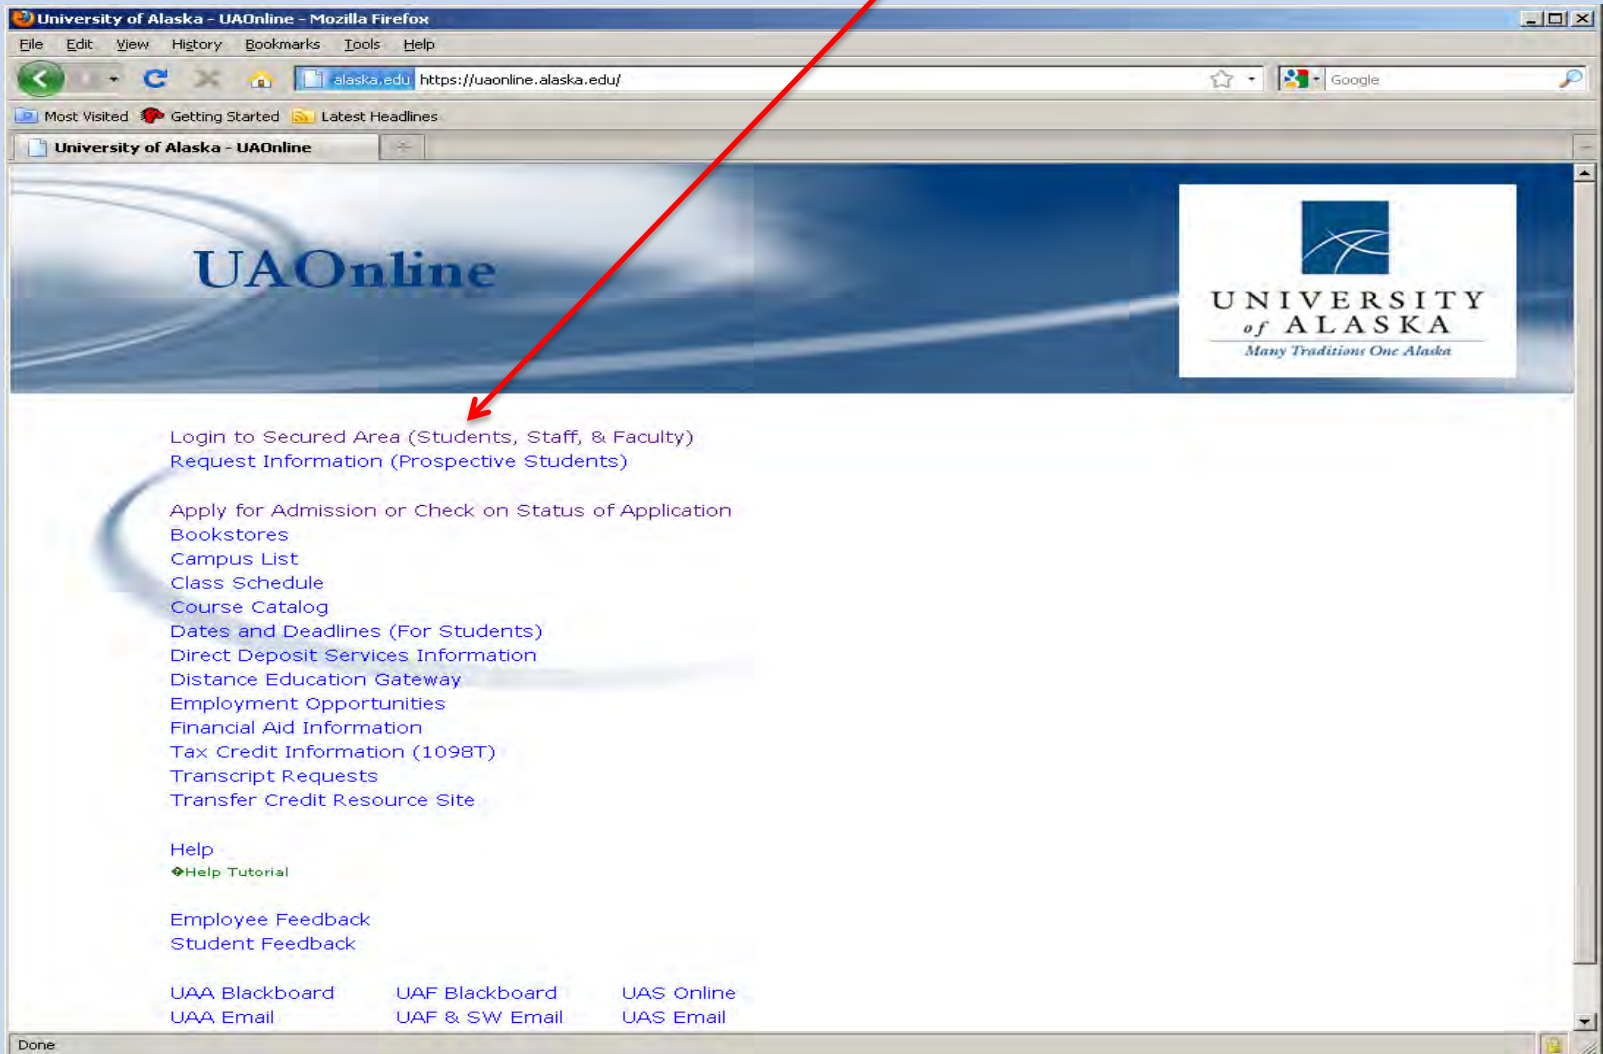 University of Alaska - UAOnline - Mozilla Firefox
File Edit View History Bookmarks Tools Help
alaska.edu https://uaonline.alaska.edu/
Google
Most Visited Getting Started Latest Headlines
University of Alaska - UAOnline
UAOnline
UNIVERSITY
of ALASKA
Many Traditions One Alaska
Login to Secured Area (Students, Staff, & Faculty)
Request Information (Prospective Students)
Apply for Admission or Check on Status of Application
Bookstores
Campus List
Class Schedule
Course Catalog
Dates and Deadlines (For Students)
Direct Deposit Services Information
Distance Education Gateway
Employment Opportunities
Financial Aid Information
Tax Credit Information (1098T)
Transcript Requests
Transfer Credit Resource Site
Help
�Help Tutorial
Employee Feedback
Student Feedback
UAA Blackboard UAF Blackboard UAS Online
UAA Email UAF & SW Email UAS Email
Done